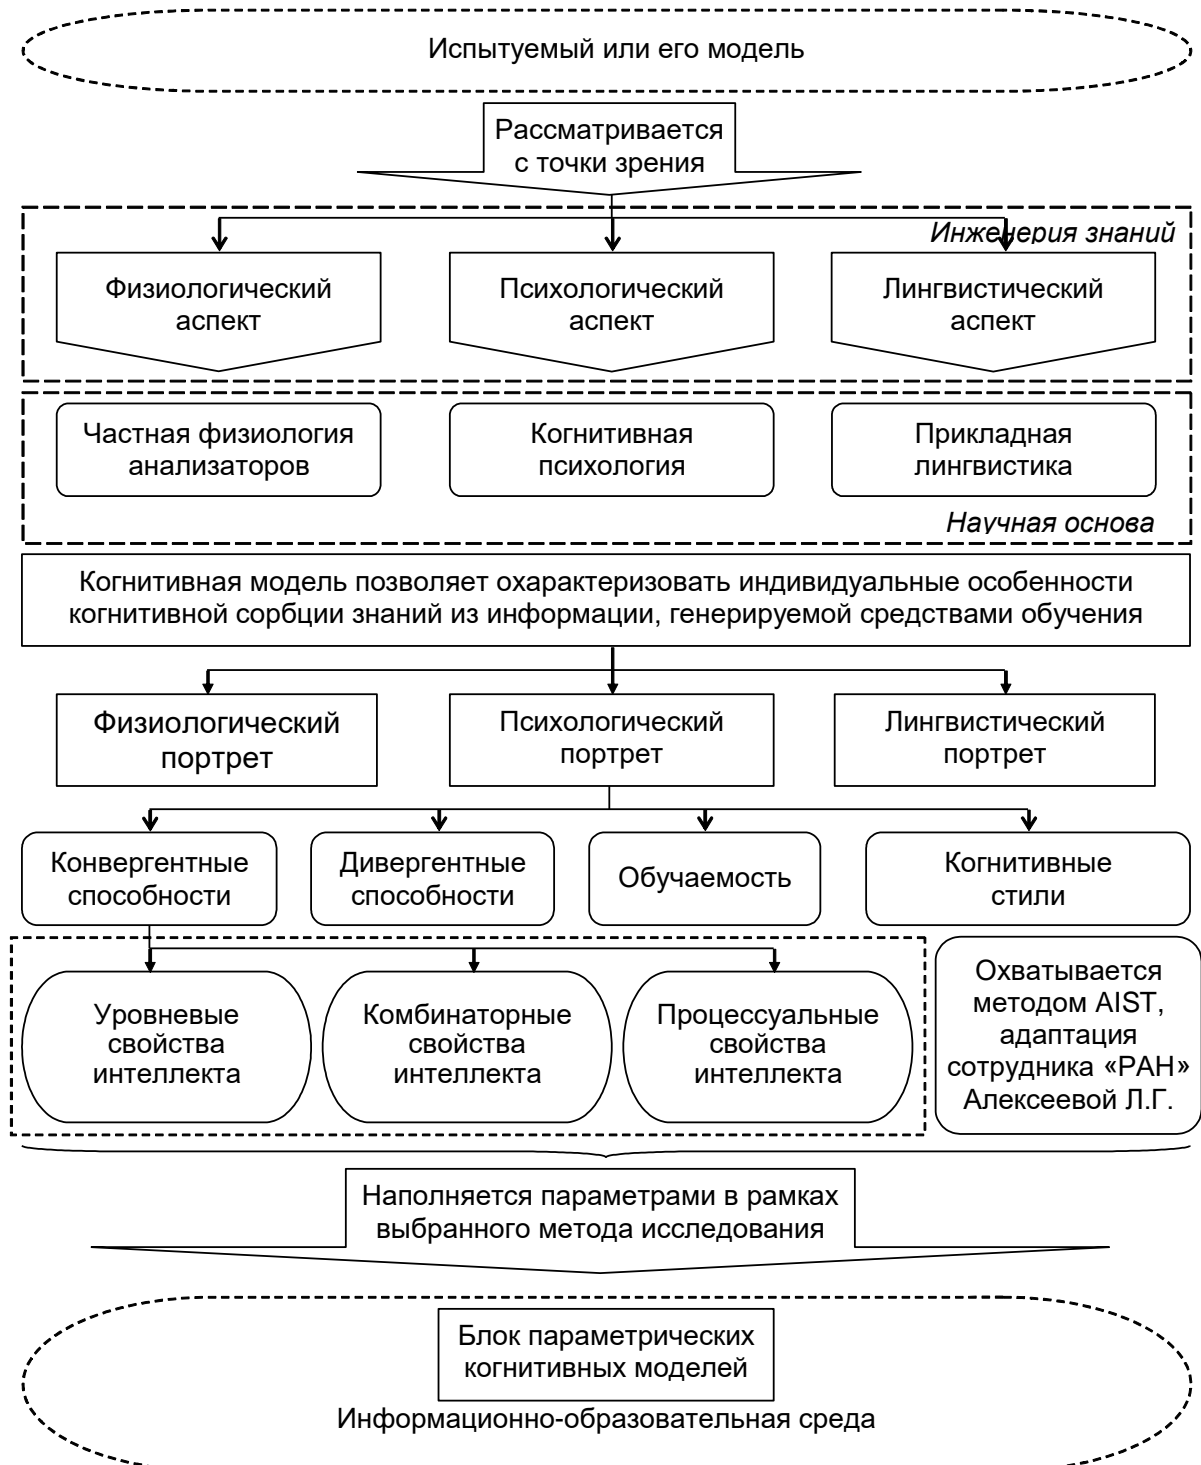 Испытуемый или его модель
Рассматривается
с точки зрения
Инженерия знаний
Физиологический
аспект
Психологический
аспект
Лингвистический
аспект
Частная физиология
анализаторов
Когнитивная
психология
Прикладная
лингвистика
Научная основа
Когнитивная модель позволяет охарактеризовать индивидуальные особенности
когнитивной сорбции знаний из информации, генерируемой средствами обучения
Физиологический
портрет
Психологический
портрет
Лингвистический
портрет
Конвергентные
способности
Дивергентные
способности
Обучаемость
Когнитивные
стили
Уровневые
свойства
интеллекта
Комбинаторные
свойства
интеллекта
Процессуальные
свойства
интеллекта
Охватывается
методом AIST,
адаптация
сотрудника «РАН»
Алексеевой Л.Г.
Наполняется параметрами в рамках
выбранного метода исследования
Блок параметрических
когнитивных моделей
Информационно-образовательная среда